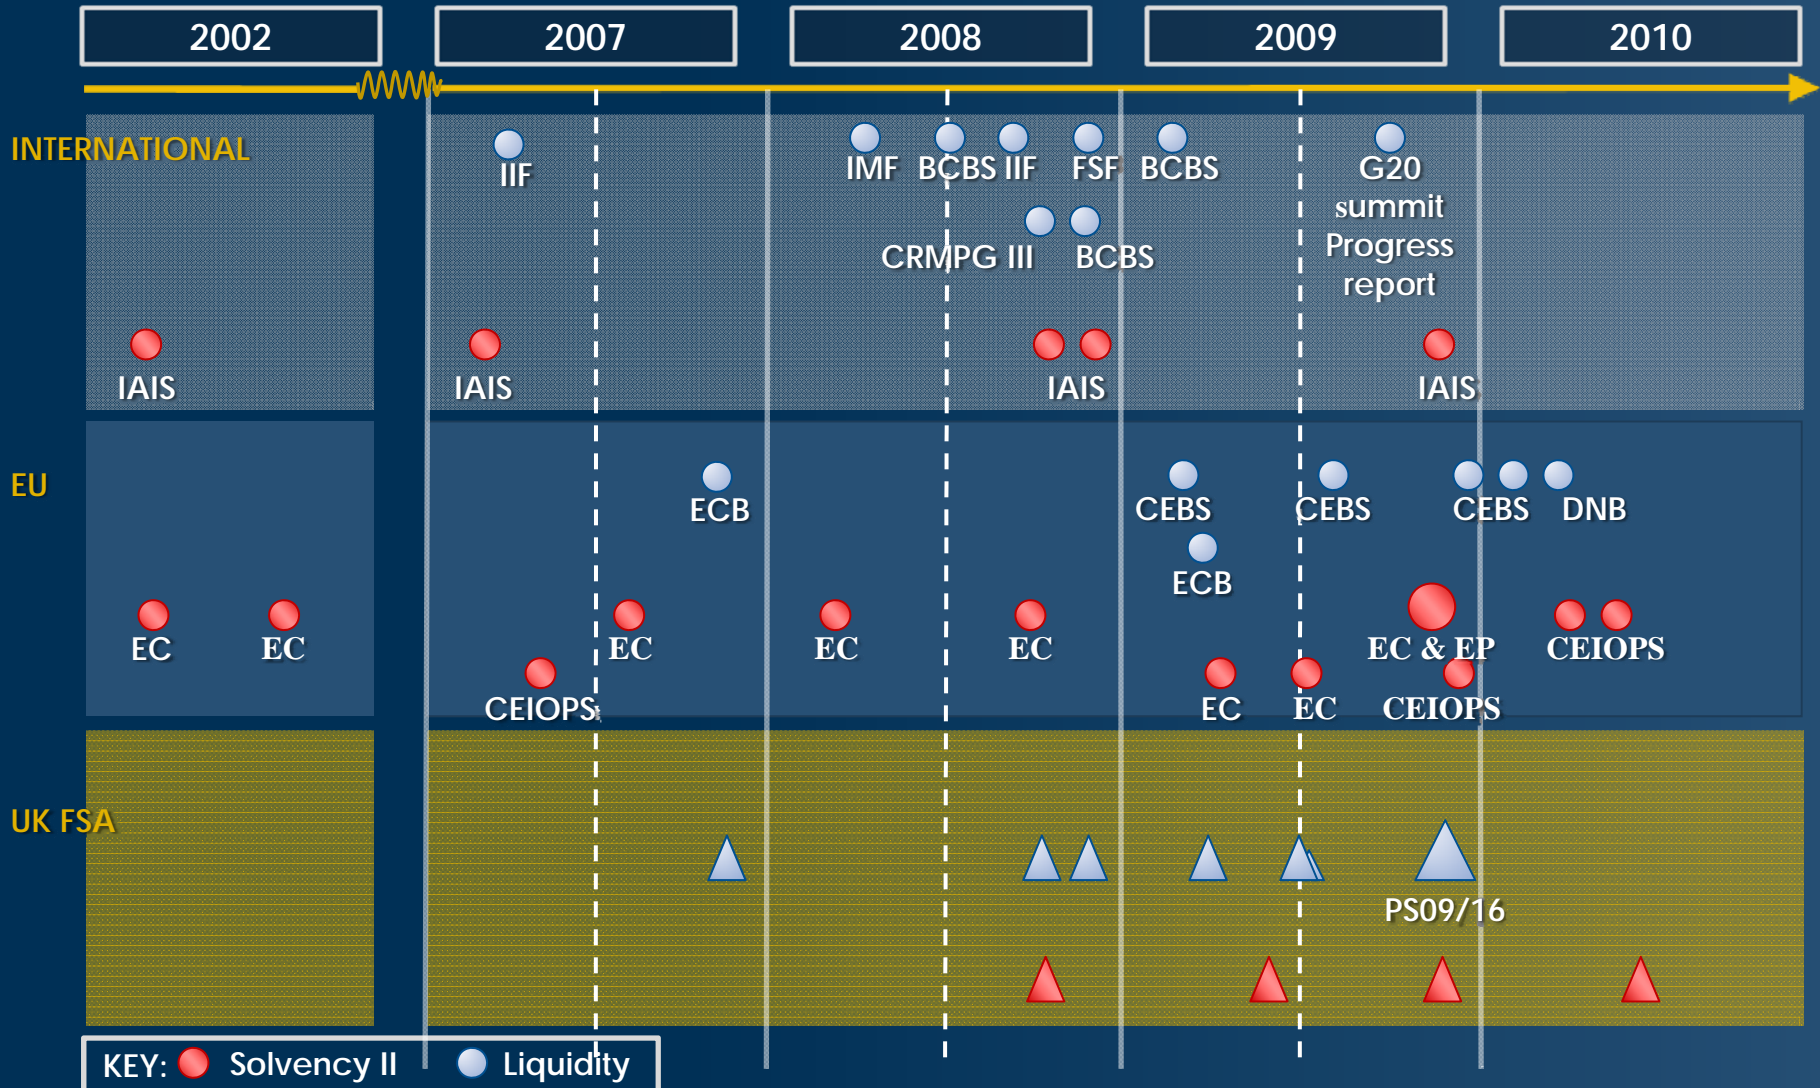 2002 2007 2008 2009 2010
INTERNATIONAL
IIF IMF BCBS IIF FSF BCBS G20
summit
Progress
report
CRMPG III BCBS
IAIS IAIS IAIS IAIS
EU
ECB CEBS CEBS CEBS DNB
ECB
EC EC EC EC EC EC & EP CEIOPS
CEIOPS EC EC CEIOPS
UK FSA
PS09/16
KEY: Solvency II Liquidity